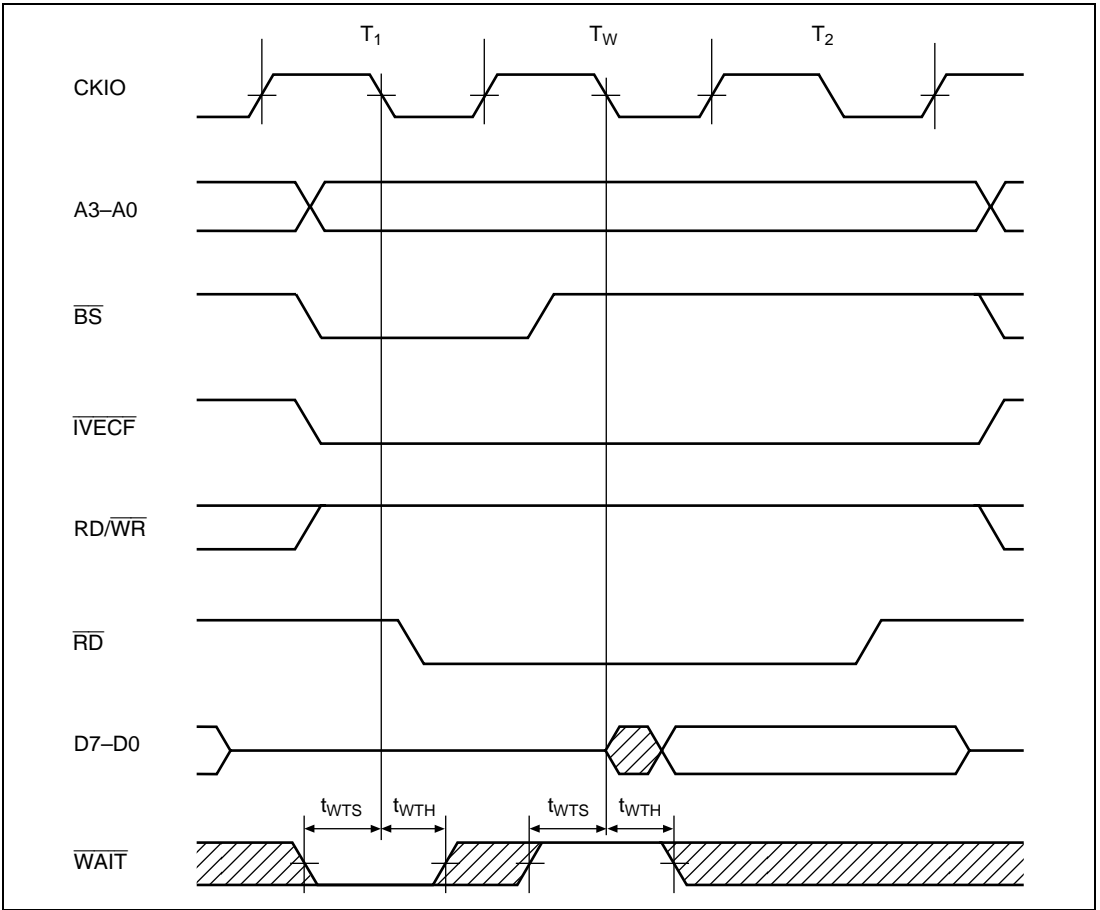 T1 TW T2
CKIO
A3–A0
BS
IVECF
RD/WR
RD
D7–D0
tWTS tWTH tWTS tWTH
WAIT